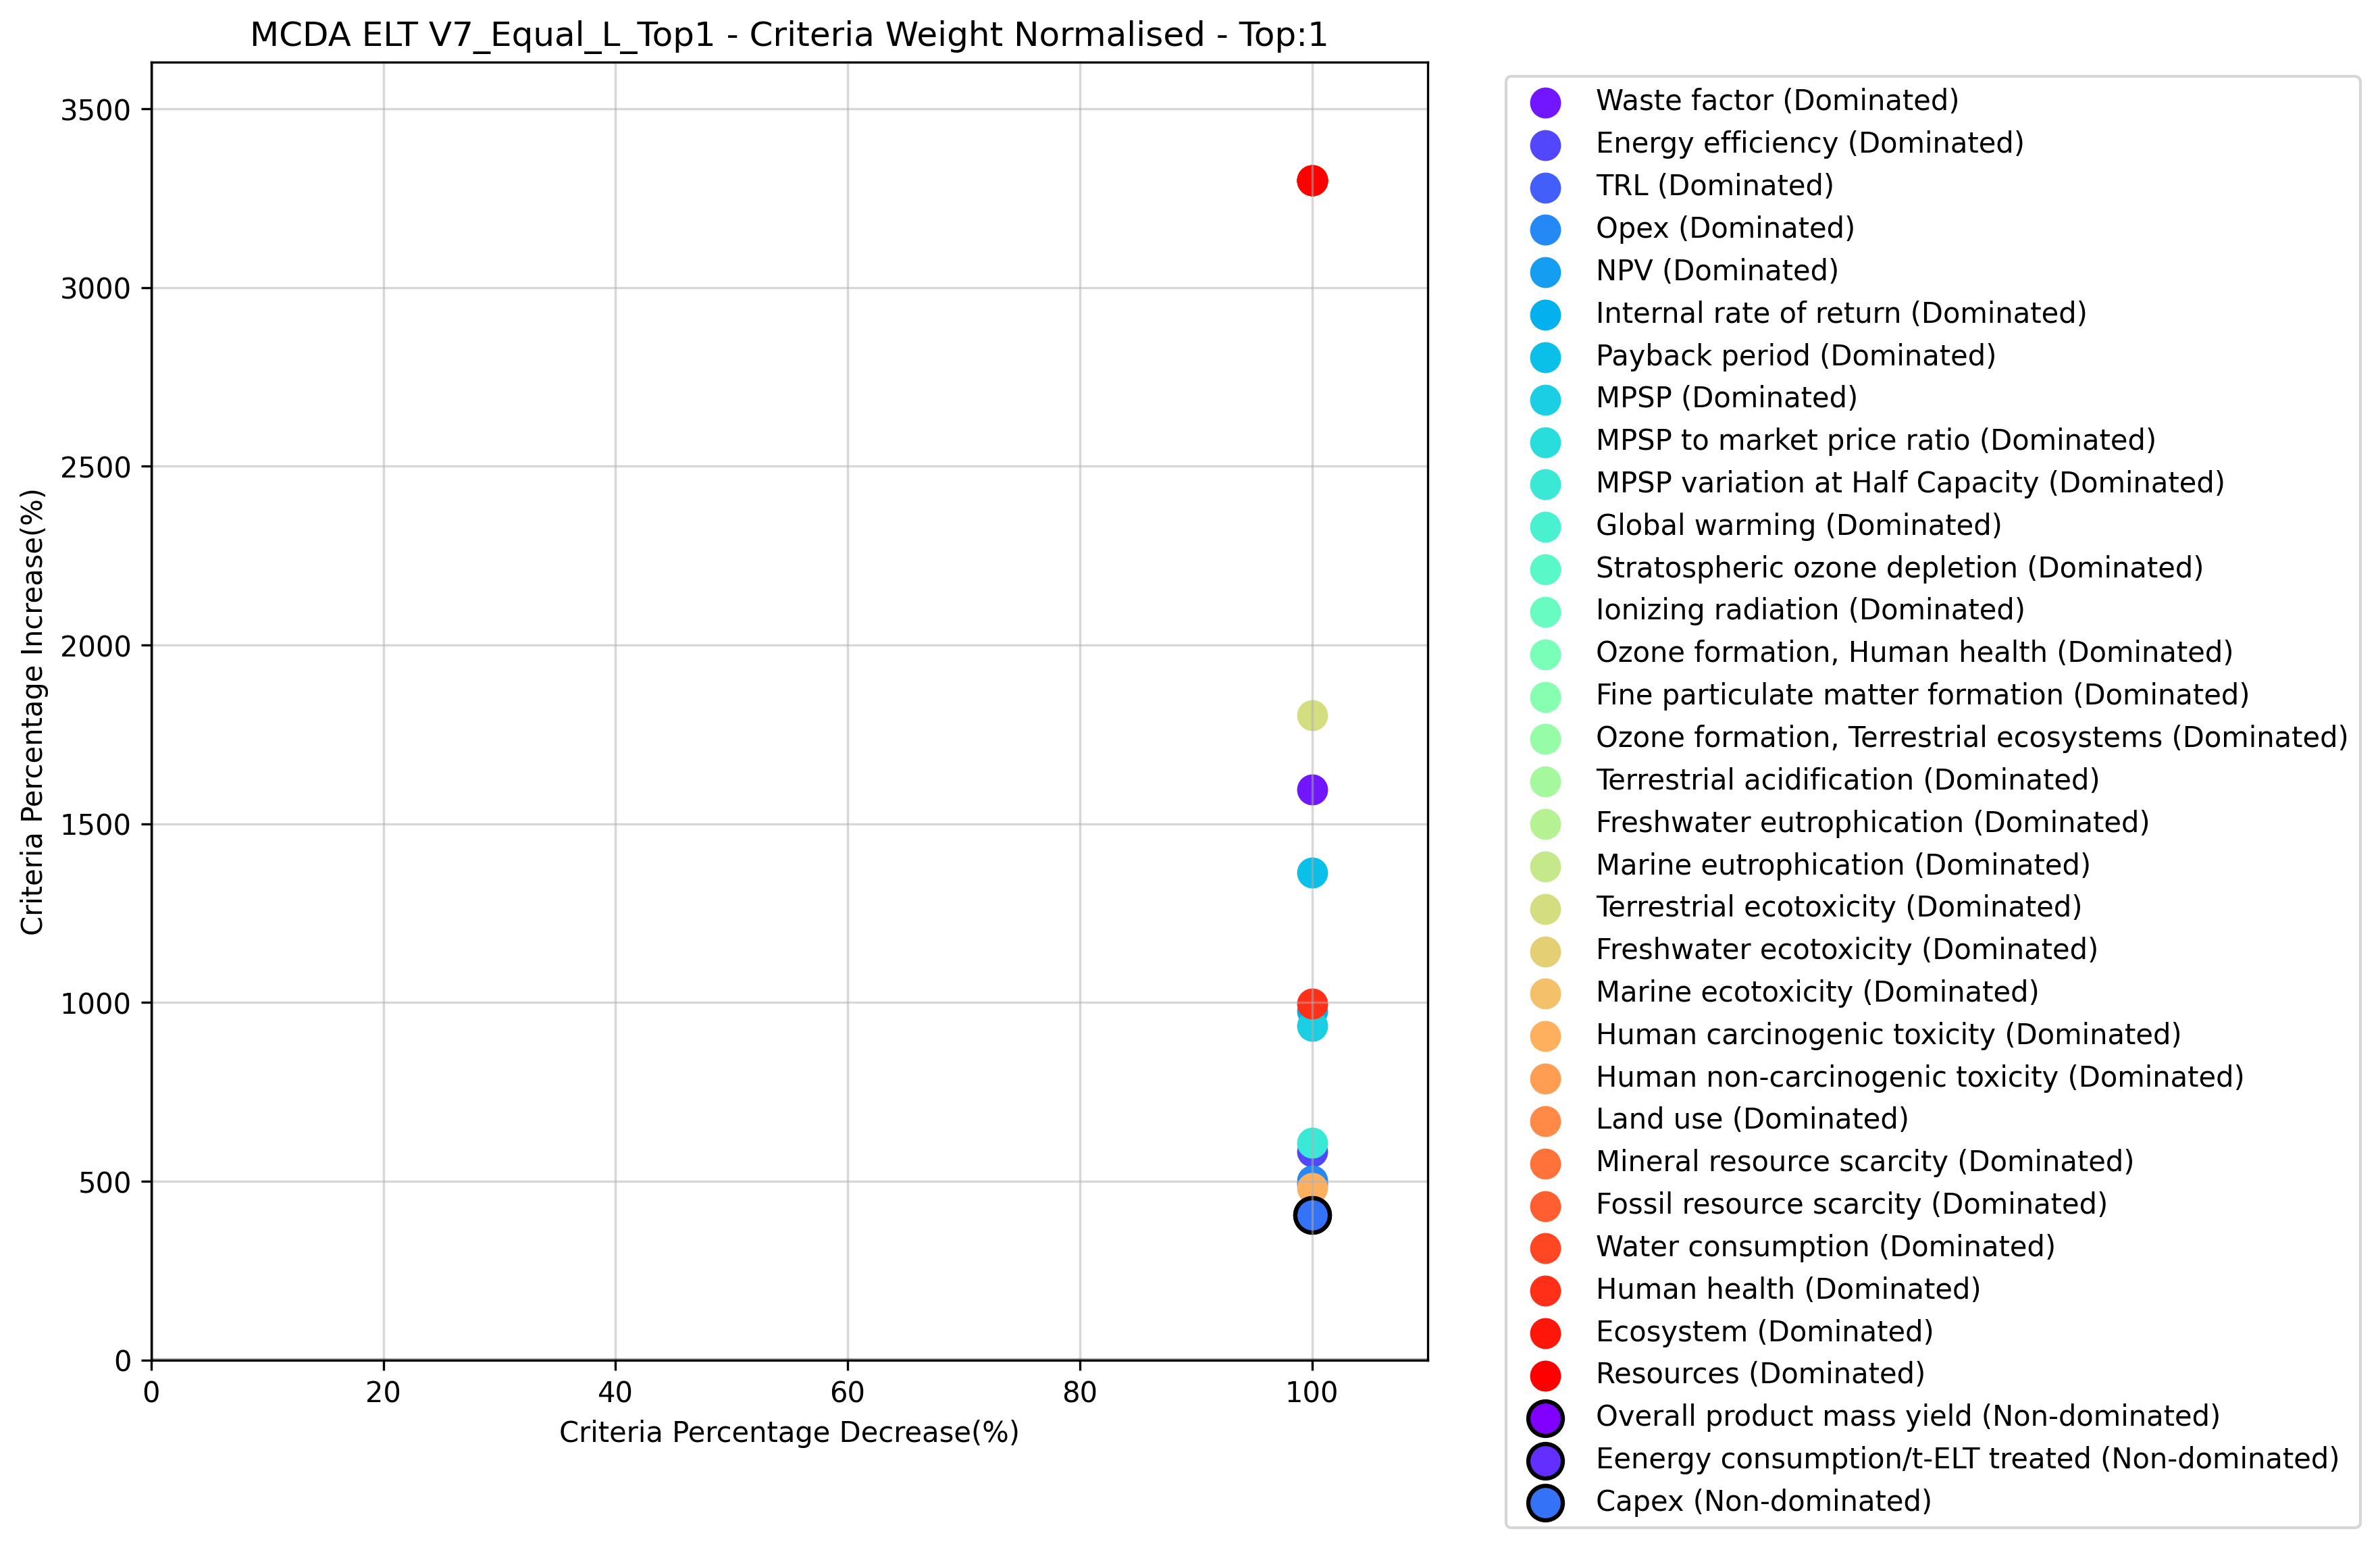 MCDA ELT V7_Equal_L_Top1 - Criteria Weight Normalised - Top:1
Criteria Percentage Increase(%)
3500
3000
2500
2000
1500
1000
500
0
0 20 40 60 80 100
Criteria Percentage Decrease(%)
Waste factor (Dominated)
Energy efficiency (Dominated)
TRL (Dominated)
Opex (Dominated)
NPV (Dominated)
Internal rate of return (Dominated)
Payback period (Dominated)
MPSP (Dominated)
MPSP to market price ratio (Dominated)
MPSP variation at Half Capacity (Dominated)
Global warming (Dominated)
Stratospheric ozone depletion (Dominated)
Ionizing radiation (Dominated)
Ozone formation, Human health (Dominated)
Fine particulate matter formation (Dominated)
Ozone formation, Terrestrial ecosystems (Dominated)
Terrestrial acidification (Dominated)
Freshwater eutrophication (Dominated)
Marine eutrophication (Dominated)
Terrestrial ecotoxicity (Dominated)
Freshwater ecotoxicity (Dominated)
Marine ecotoxicity (Dominated)
Human carcinogenic toxicity (Dominated)
Human non-carcinogenic toxicity (Dominated)
Land use (Dominated)
Mineral resource scarcity (Dominated)
Fossil resource scarcity (Dominated)
Water consumption (Dominated)
Human health (Dominated)
Ecosystem (Dominated)
Resources (Dominated)
Overall product mass yield (Non-dominated)
Eenergy consumption/t-ELT treated (Non-dominated)
Capex (Non-dominated)